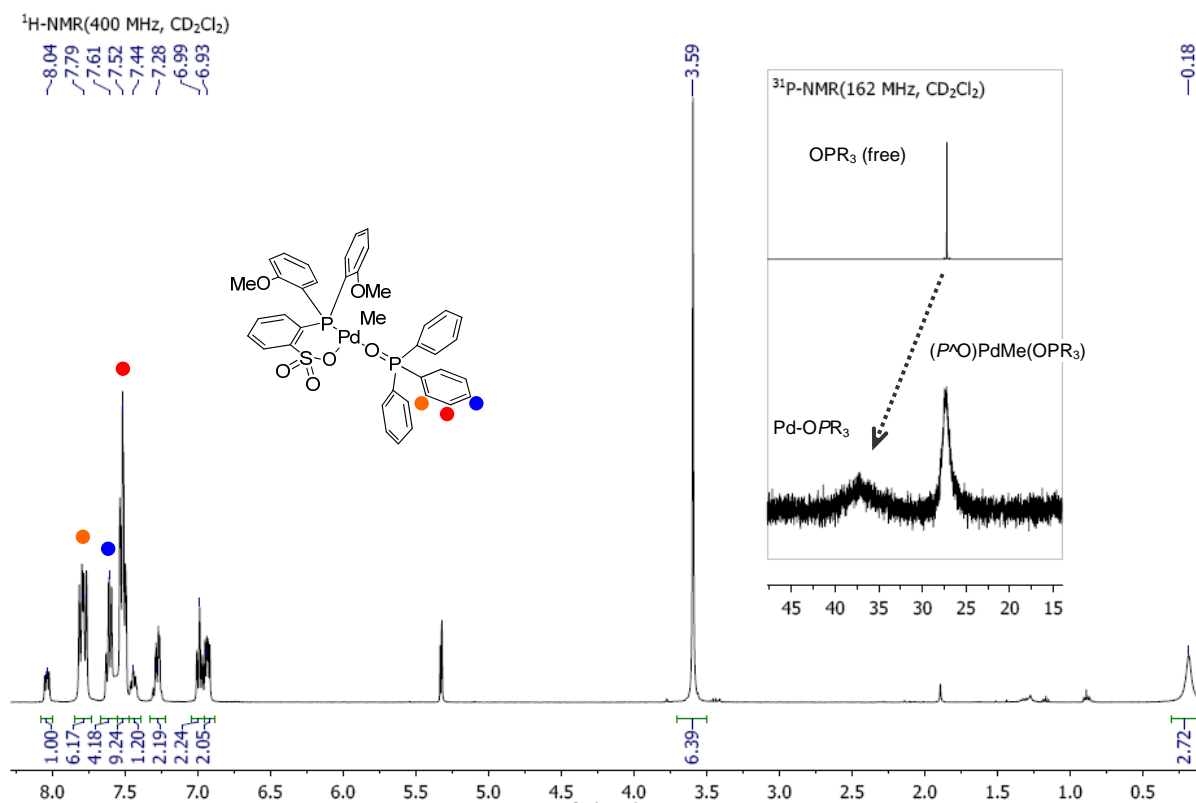 ¹H-NMR(400 MHz, CD₂Cl₂)
8.04
7.79
7.61
7.52
7.44
7.28
6.99
6.93
3.59
0.18
³¹P-NMR(162 MHz, CD₂Cl₂)
OPR₃ (free)
(P^O)PdMe(OPR₃)
Pd-OPR₃
45 40 35 30 25 20 15
MeO
OMe
P
Me
Pd
O
P
S
O
O
O
1.00
6.17
4.18
9.24
1.20
2.19
2.24
2.05
6.39
2.72
8.0 7.5 7.0 6.5 6.0 5.5 5.0 4.5 4.0 3.5 3.0 2.5 2.0 1.5 1.0 0.5